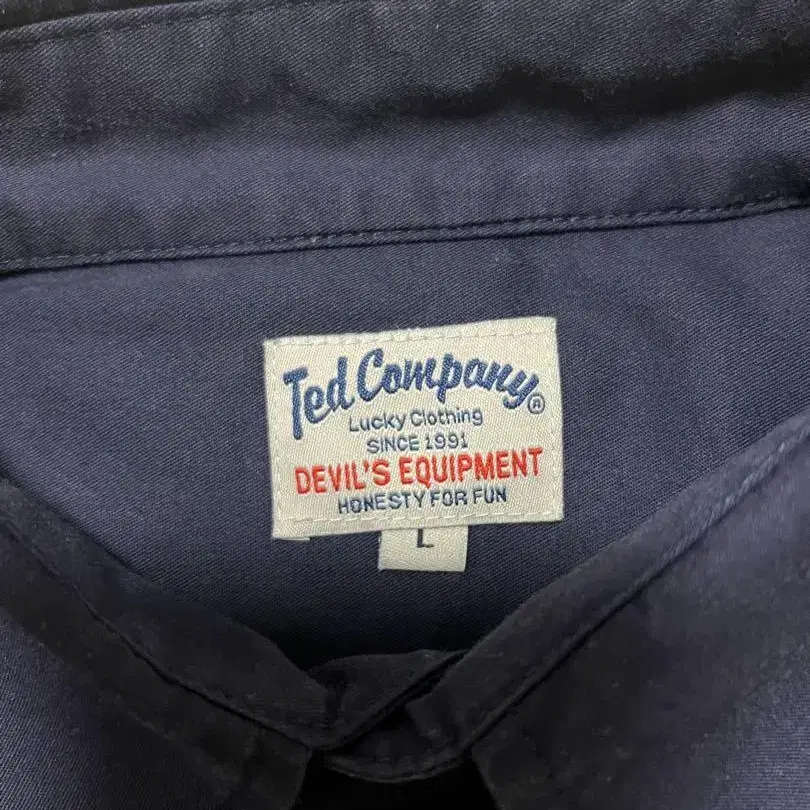 Ted Company®
Lucky Clothing
SINCE 1991
DEVIL'S EQUIPMENT
HONESTY FOR FUN
L